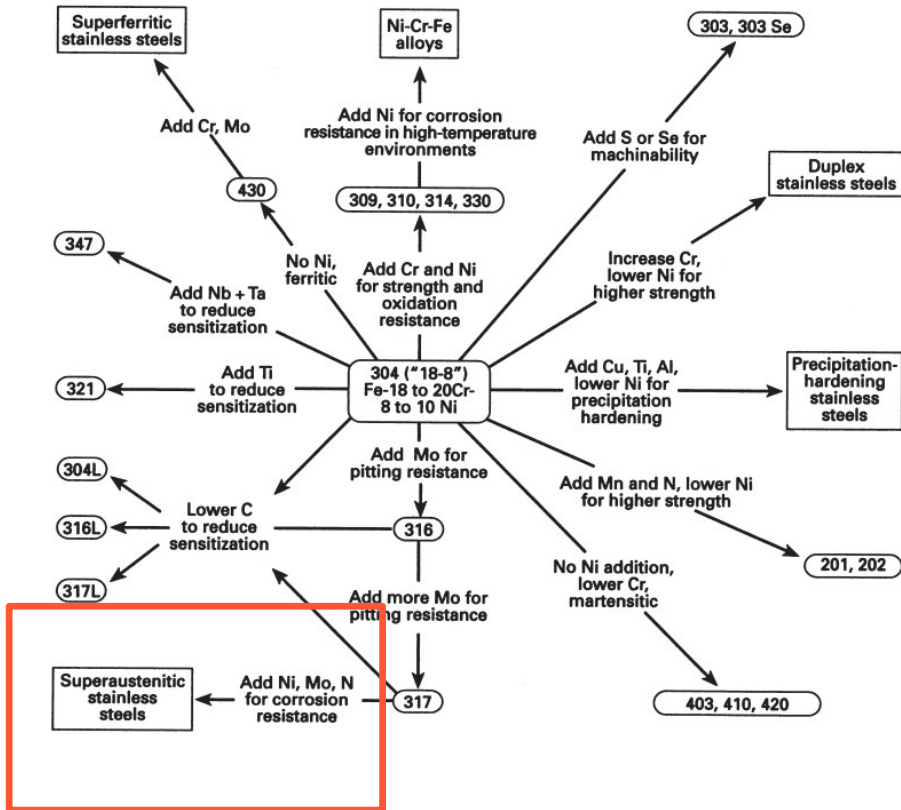 Superferritic
stainless steels
Ni-Cr-Fe
alloys
303, 303 Se
Add Cr, Mo
Add Ni for corrosion
resistance in high-temperature
environments
Add S or Se for
machinability
Duplex
stainless steels
430
309, 310, 314, 330
347
No Ni,
ferritic
Add Cr and Ni
for strength and
oxidation
resistance
Increase Cr,
lower Ni for
higher strength
Add Nb + Ta
to reduce
sensitization
321
Add Ti
to reduce
sensitization
304 ("18-8")
Fe-18 to 20Cr-
8 to 10 Ni
Add Cu, Ti, Al,
lower Ni for
precipitation
hardening
Precipitation-
hardening
stainless
steels
Add Mo for
pitting resistance
304L
316L
317L
Lower C
to reduce
sensitization
316
Add Mn and N, lower Ni
for higher strength
201, 202
No Ni addition,
lower Cr,
martensitic
Add more Mo for
pitting resistance
Superaustenitic
stainless
steels
Add Ni, Mo, N
for corrosion
resistance
317
403, 410, 420